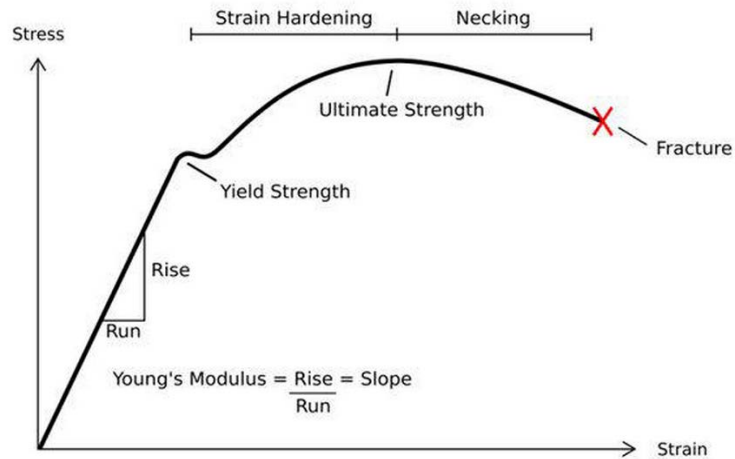 Strain Hardening
Necking
Stress
Ultimate Strength
Fracture
Yield Strength
Rise
Run
Young's Modulus = Rise = Slope
Run
Strain